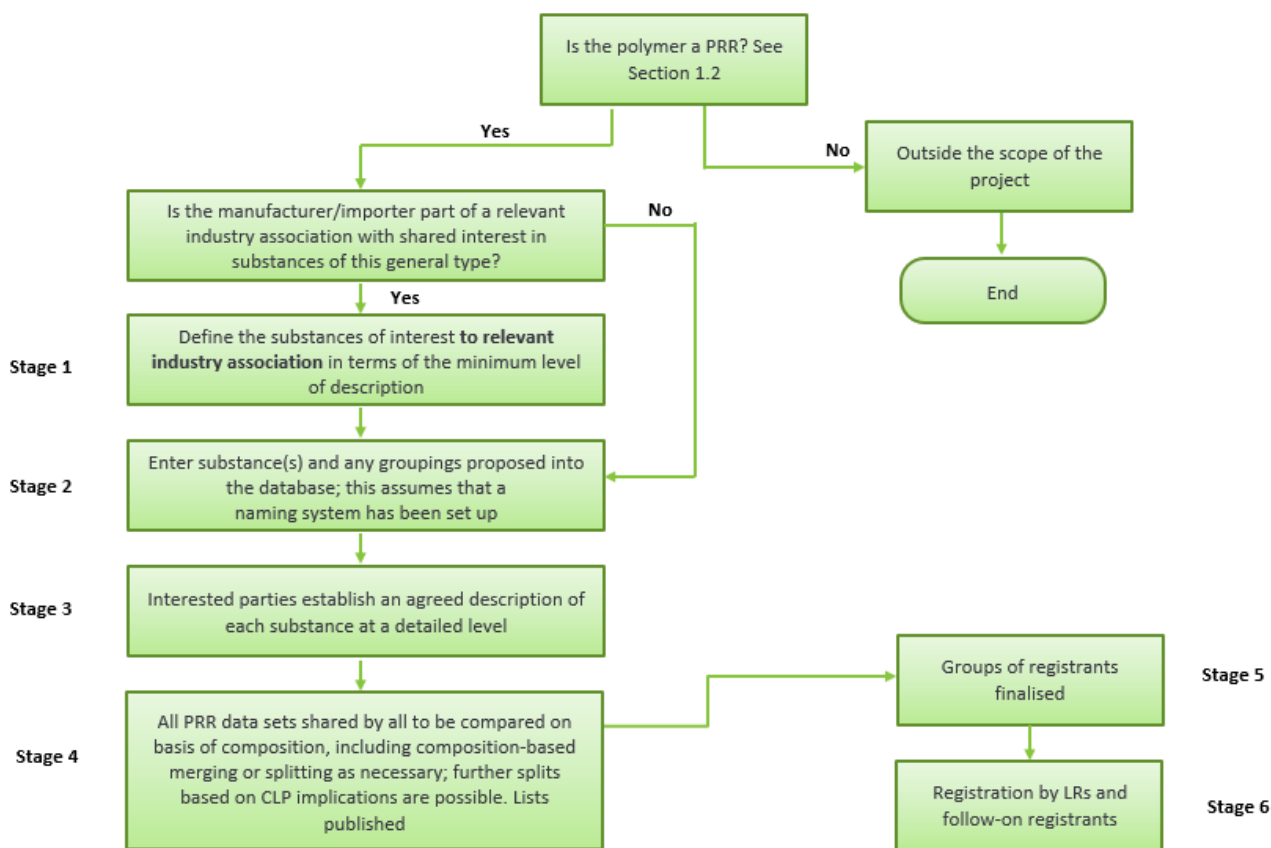 Is the polymer a PRR? See
Section 1.2
Yes
No
Outside the scope of the
project
End
Is the manufacturer/importer part of a relevant
industry association with shared interest in
substances of this general type?
No
Yes
Stage 1
Define the substances of interest to relevant
industry association in terms of the minimum level
of description
Stage 2
Enter substance(s) and any groupings proposed into
the database; this assumes that a
naming system has been set up
Stage 3
Interested parties establish an agreed description of
each substance at a detailed level
Stage 4
All PRR data sets shared by all to be compared on
basis of composition, including composition-based
merging or splitting as necessary; further splits
based on CLP implications are possible. Lists
published
Groups of registrants
finalised
Stage 5
Registration by LRs and
follow-on registrants
Stage 6